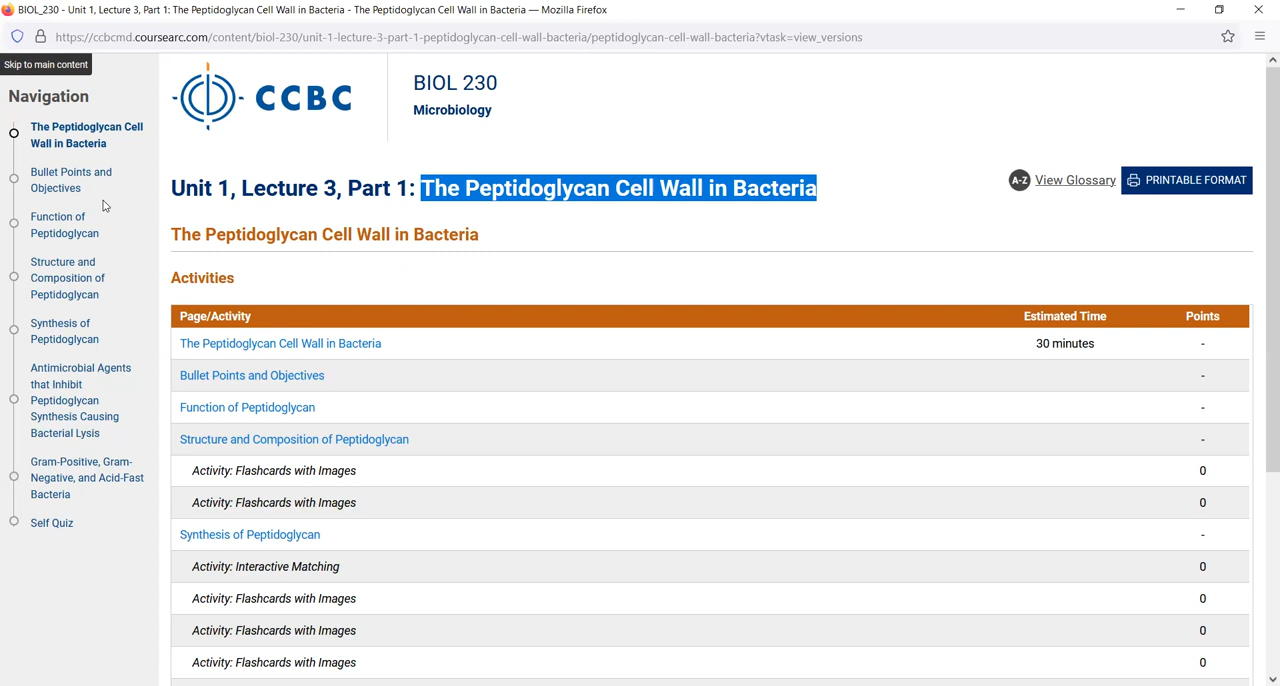 BIOL_230 - Unit 1, Lecture 3, Part 1: The Peptidoglycan Cell Wall in Bacteria - The Peptidoglycan Cell Wall in Bacteria — Mozilla Firefox
https://ccbcmd.coursearc.com/content/biol-230/unit-1-lecture-3-part-1-peptidoglycan-cell-wall-bacteria/peptidoglycan-cell-wall-bacteria?vtask=view_versions
Skip to main content
Navigation
The Peptidoglycan Cell
Wall in Bacteria
Bullet Points and
Objectives
Function of
Peptidoglycan
Structure and
Composition of
Peptidoglycan
Synthesis of
Peptidoglycan
Antimicrobial Agents
that Inhibit
Peptidoglycan
Synthesis Causing
Bacterial Lysis
Gram-Positive, Gram-
Negative, and Acid-Fast
Bacteria
Self Quiz
CCBC
BIOL 230
Microbiology
Unit 1, Lecture 3, Part 1: The Peptidoglycan Cell Wall in Bacteria
A-Z View Glossary
PRINTABLE FORMAT
The Peptidoglycan Cell Wall in Bacteria
Activities
Page/Activity Estimated Time Points
The Peptidoglycan Cell Wall in Bacteria 30 minutes -
Bullet Points and Objectives -
Function of Peptidoglycan -
Structure and Composition of Peptidoglycan -
Activity: Flashcards with Images 0
Activity: Flashcards with Images 0
Synthesis of Peptidoglycan -
Activity: Interactive Matching 0
Activity: Flashcards with Images 0
Activity: Flashcards with Images 0
Activity: Flashcards with Images 0